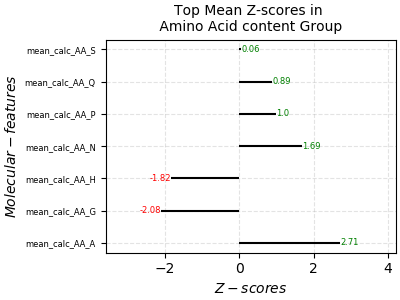 Top Mean Z-scores in
Amino Acid content Group
mean_calc_AA_S
0.06
mean_calc_AA_Q
0.89
mean_calc_AA_P
1.0
mean_calc_AA_N
1.69
mean_calc_AA_H
-1.82
mean_calc_AA_G
-2.08
mean_calc_AA_A
2.71
Molecular − features
−2 0 2 4
Z − scores